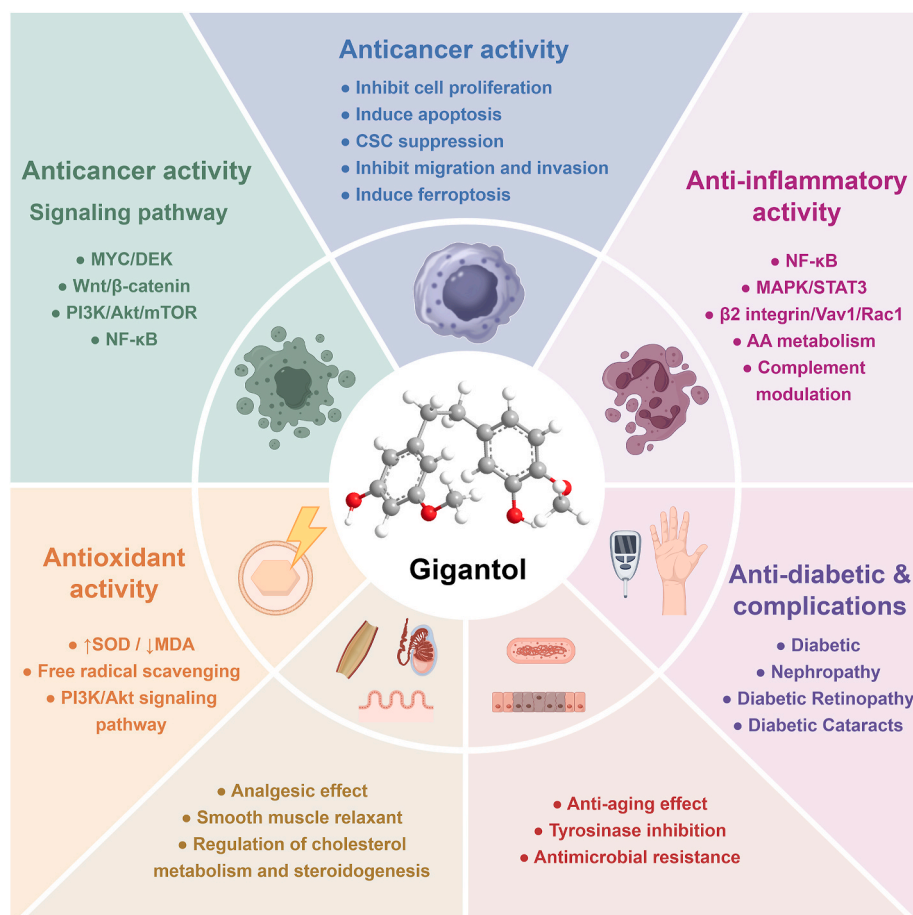 Anticancer activity
● Inhibit cell proliferation
● Induce apoptosis
● CSC suppression
● Inhibit migration and invasion
● Induce ferroptosis
Anticancer activity
Signaling pathway
● MYC/DEK
● Wnt/β-catenin
● PI3K/Akt/mTOR
● NF-κB
Anti-inflammatory
activity
● NF-κB
● MAPK/STAT3
● β2 integrin/Vav1/Rac1
● AA metabolism
● Complement
modulation
Gigantol
Antioxidant
activity
● ↑SOD / ↓MDA
● Free radical scavenging
● PI3K/Akt signaling
pathway
Anti-diabetic &
complications
● Diabetic
● Nephropathy
● Diabetic Retinopathy
● Diabetic Cataracts
● Analgesic effect
● Smooth muscle relaxant
● Regulation of cholesterol
metabolism and steroidogenesis
● Anti-aging effect
● Tyrosinase inhibition
● Antimicrobial resistance